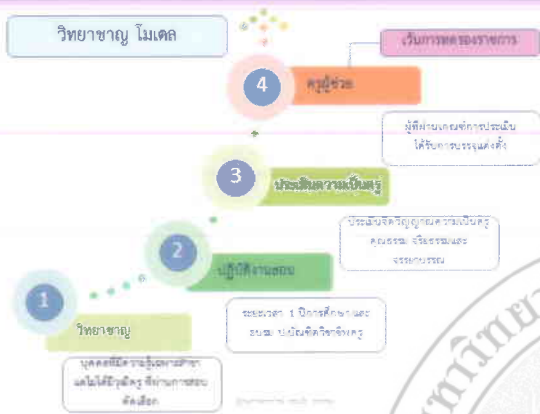 วิทยาชาญ โมเดล
เว้นการทดลองราชการ
4
ครูผู้ช่วย
ผู้ที่ผ่านเกณฑ์การประเมิน
ได้รับการบรรจุแต่งตั้ง
3
ประเมินความเป็นครู
ประเมินจิตวิญญาณความเป็นครู
คุณธรรม จริยธรรมและ
จรรยาบรรณ
2
ปฏิบัติงานสอน
ระยะเวลา 1 ปีการศึกษาและ
อบรม ป.บัณฑิตวิชาชีพครู
1
วิทยาชาญ
บุคคลที่มีความรู้เฉพาะสาขา
แต่ไม่ได้มีวุฒิครู ที่ผ่านการสอบ
คัดเลือก